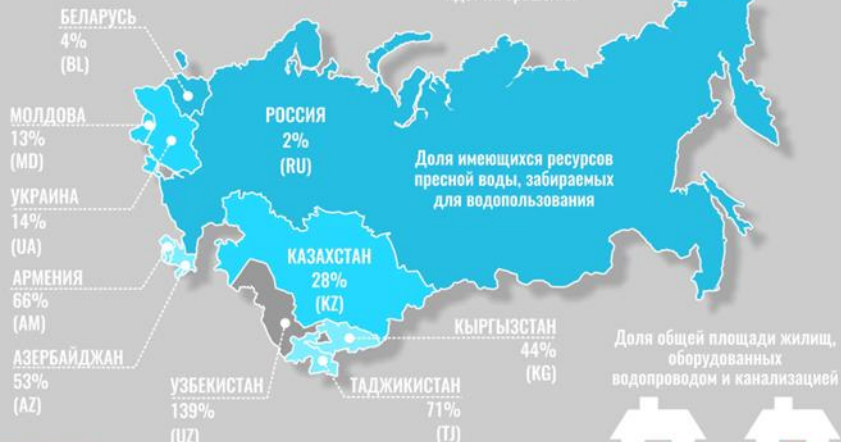 БЕЛАРУСЬ
4%
(BL)
МОЛДОВА
13%
(MD)
УКРАИНА
14%
(UA)
АРМЕНИЯ
66%
(AM)
АЗЕРБАЙДЖАН
53%
(AZ)
РОССИЯ
2%
(RU)
Доля имеющихся ресурсов
пресной воды, забираемых
для водопользования
КАЗАХСТАН
28%
(KZ)
УЗБЕКИСТАН
139%
(UZ)
ТАДЖИКИСТАН
71%
(TJ)
КЫРГЫЗСТАН
44%
(KG)
Доля общей площади жилищ,
оборудованных
водопроводом и канализацией